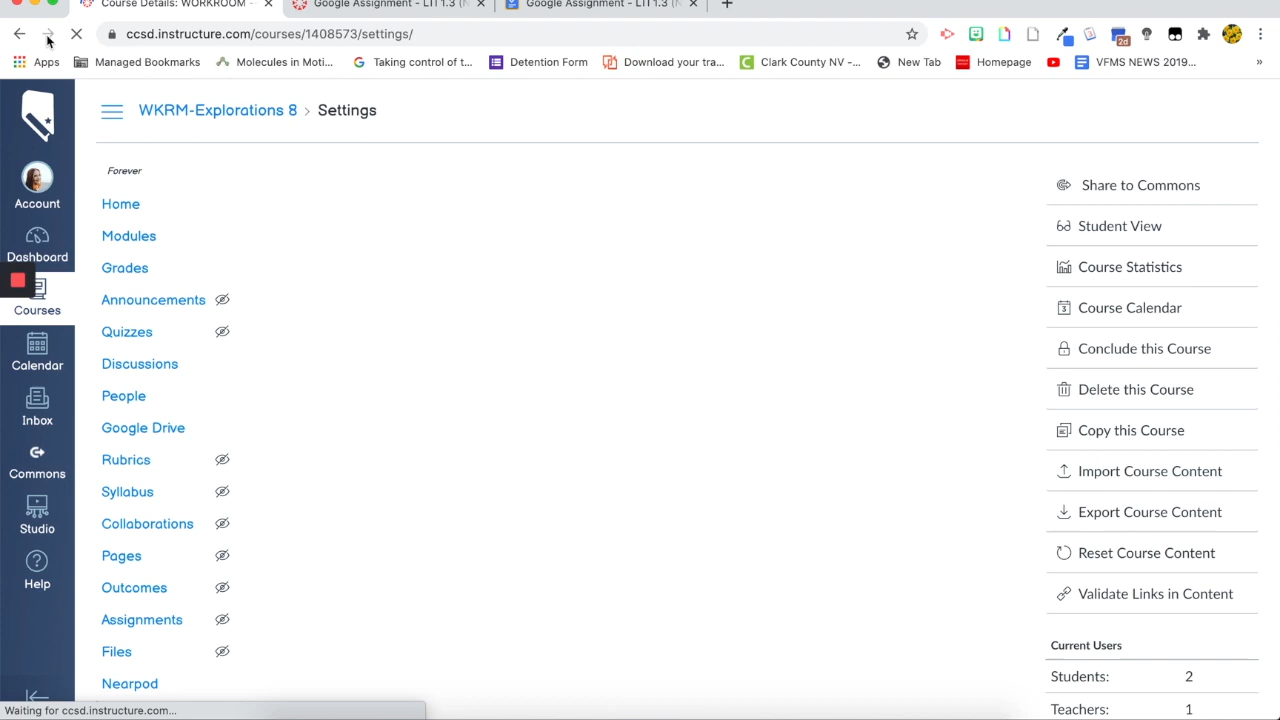 Course Details: WORKROOM -
Google Assignment - LIT 1.3 (N
Google Assignment - LIT 1.3 (N
ccsd.instructure.com/courses/1408573/settings/
2d
Apps
Managed Bookmarks
Molecules in Moti...
Taking control of t...
Detention Form
Download your tra...
Clark County NV -...
New Tab
Homepage
VFMS NEWS 2019...
»
WKRM-Explorations 8 > Settings
Account
Dashboard
Courses
Calendar
Inbox
Commons
Studio
Help
Forever
Home
Modules
Grades
Announcements
Quizzes
Discussions
People
Google Drive
Rubrics
Syllabus
Collaborations
Pages
Outcomes
Assignments
Files
Nearpod
Share to Commons
Student View
Course Statistics
Course Calendar
Conclude this Course
Delete this Course
Copy this Course
Import Course Content
Export Course Content
Reset Course Content
Validate Links in Content
Current Users
Students: 2
Teachers: 1
Waiting for ccsd.instructure.com...